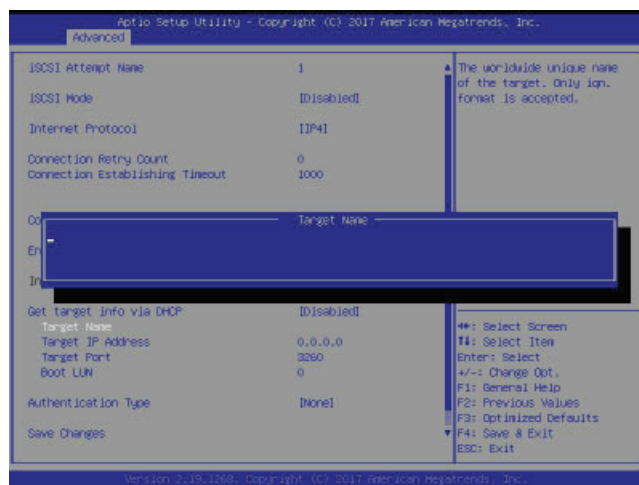 Aptio Setup Utility - Copyright (C) 2017 American Megatrends, Inc.
Advanced
iSCSI Attempt Name 1
iSCSI Mode [Disabled]
Internet Protocol [IP4]
Connection Retry Count 0
Connection Establishing Timeout 1000
Co
En
In
Target Name
Get target info via DHCP [Disabled]
Target Name
Target IP Address 0.0.0.0
Target Port 3260
Boot LUN 0
Authentication Type [None]
Save Changes
The worldwide unique name
of the target. Only iqn.
format is accepted.
→←: Select Screen
↑↓: Select Item
Enter: Select
+/-: Change Opt.
F1: General Help
F2: Previous Values
F3: Optimized Defaults
F4: Save & Exit
ESC: Exit
Version 2.19.1268. Copyright (C) 2017 American Megatrends, Inc.